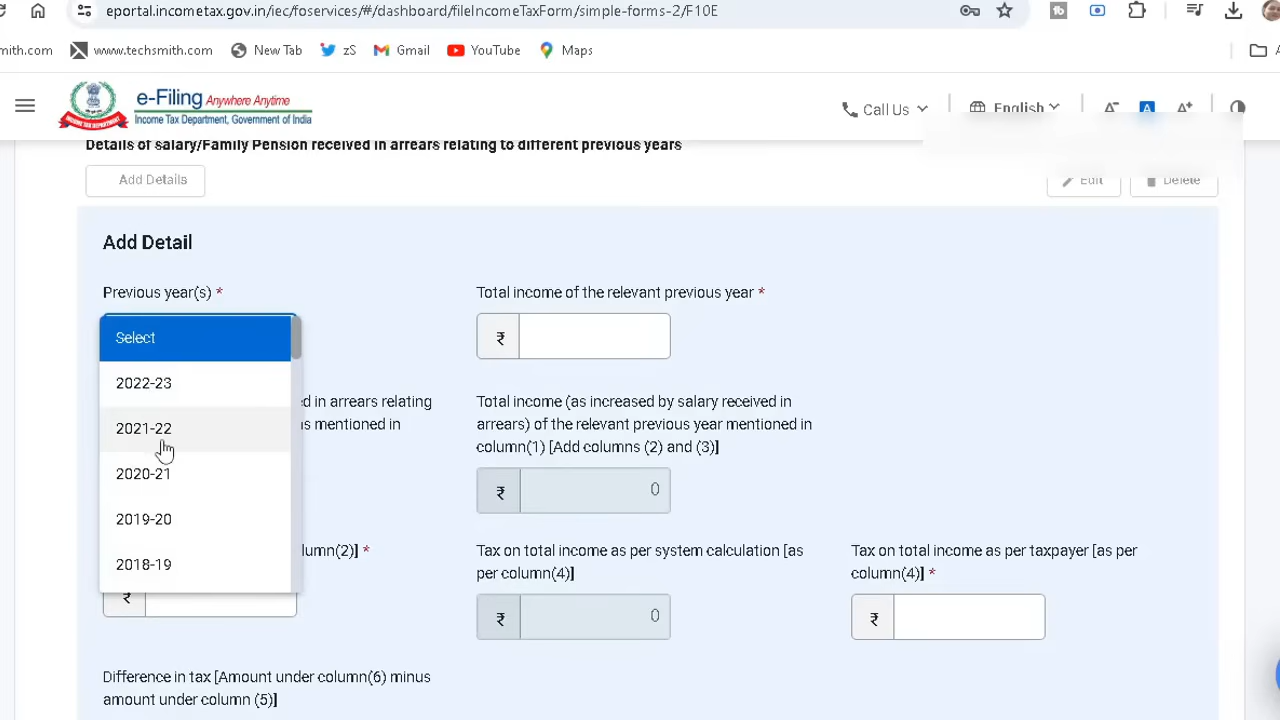 eportal.incometax.gov.in/iec/foservices/#/dashboard/fileIncomeTaxForm/simple-forms-2/F10E
mith.com
www.techsmith.com
New Tab
zS
Gmail
YouTube
Maps
e-Filing Anywhere Anytime
Income Tax Department, Government of India
Call Us
English
A-
A
A+
Details of salary/Family Pension received in arrears relating to different previous years
Add Details
Edit
Delete
Add Detail
Previous year(s) *
Total income of the relevant previous year *
Select
₹
2022-23
2021-22
2020-21
2019-20
2018-19
d in arrears relating
s mentioned in
Total income (as increased by salary received in
arrears) of the relevant previous year mentioned in
column(1) [Add columns (2) and (3)]
₹ 0
lumn(2)] *
Tax on total income as per system calculation [as
per column(4)]
Tax on total income as per taxpayer [as per
column(4)] *
₹
₹ 0
₹
Difference in tax [Amount under column(6) minus
amount under column (5)]